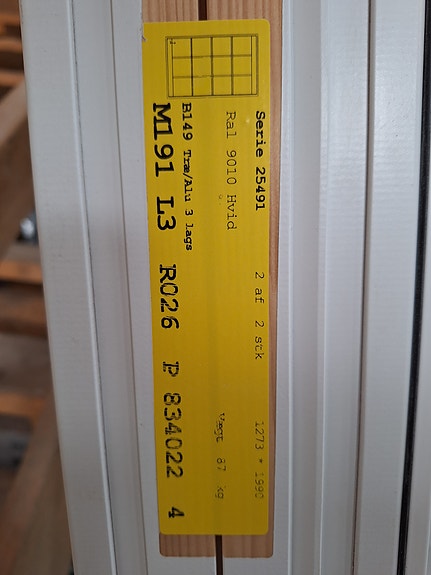 Serie 25491 2 af 2 stk 1273 * 1990
Ral 9010 Hvid Vægt 87 kg
B149 Træ/Alu 3 lags
M191 L3 R026 P 834022 4